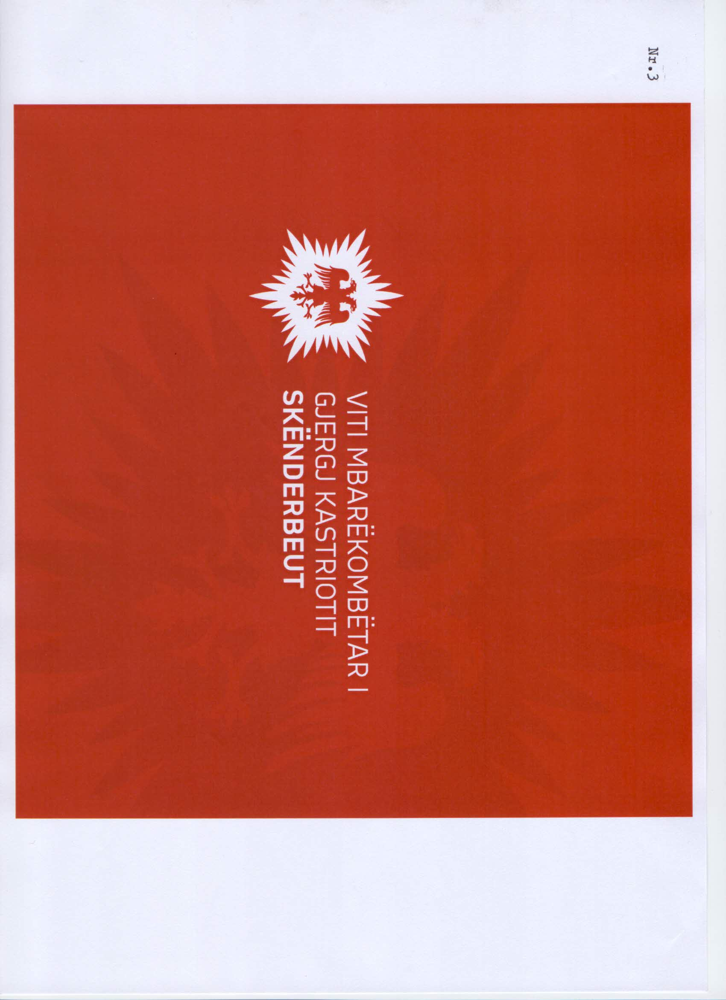 Nr.3
VITI MBARËKOMBËTAR I
GJERGJ KASTRIOTIT
SKËNDERBEUT